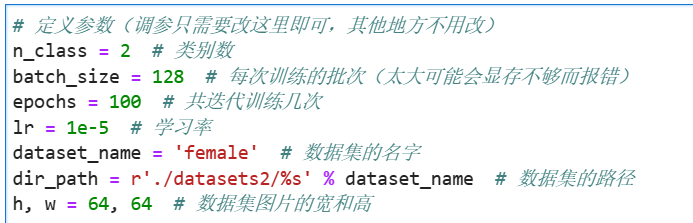 # 定义参数（调参只需要改这里即可，其他地方不用改）
n_class = 2  # 类别数
batch_size = 128  # 每次训练的批次（太大可能会显存不够而报错）
epochs = 100  # 共迭代训练几次
lr = 1e-5  # 学习率
dataset_name = 'female'  # 数据集的名字
dir_path = r'./datasets2/%s' % dataset_name  # 数据集的路径
h, w = 64, 64  # 数据集图片的宽和高